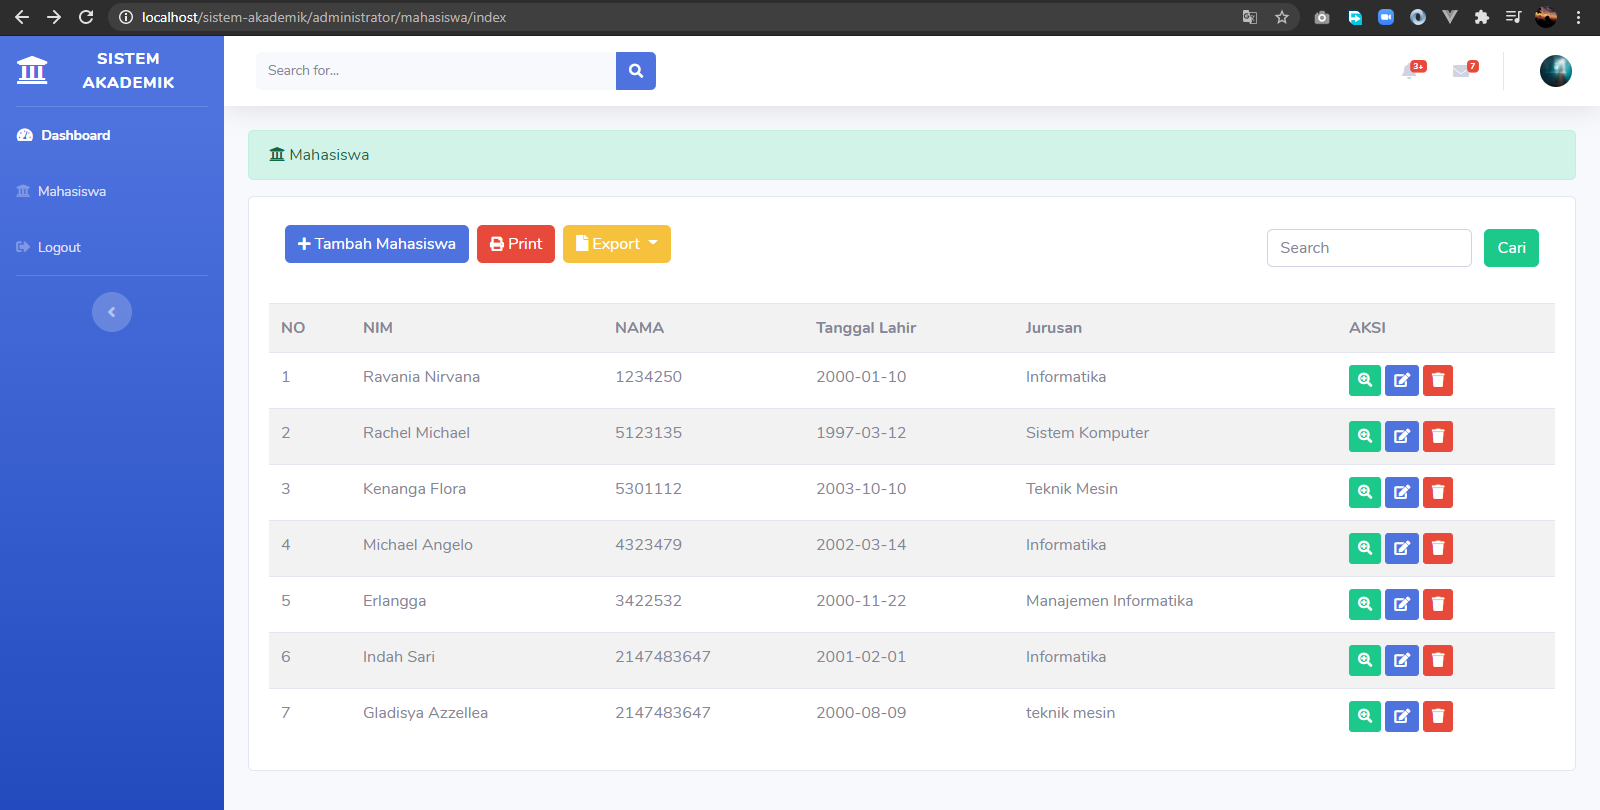 localhost/sistem-akademik/administrator/mahasiswa/index
SISTEM
AKADEMIK
Search for...
3+
7
Dashboard
Mahasiswa
Logout
Mahasiswa
Tambah Mahasiswa
Print
Export
Search
Cari
NO NIM NAMA Tanggal Lahir Jurusan AKSI
1 Ravania Nirvana 1234250 2000-01-10 Informatika
2 Rachel Michael 5123135 1997-03-12 Sistem Komputer
3 Kenanga Flora 5301112 2003-10-10 Teknik Mesin
4 Michael Angelo 4323479 2002-03-14 Informatika
5 Erlangga 3422532 2000-11-22 Manajemen Informatika
6 Indah Sari 2147483647 2001-02-01 Informatika
7 Gladisya Azzellea 2147483647 2000-08-09 teknik mesin